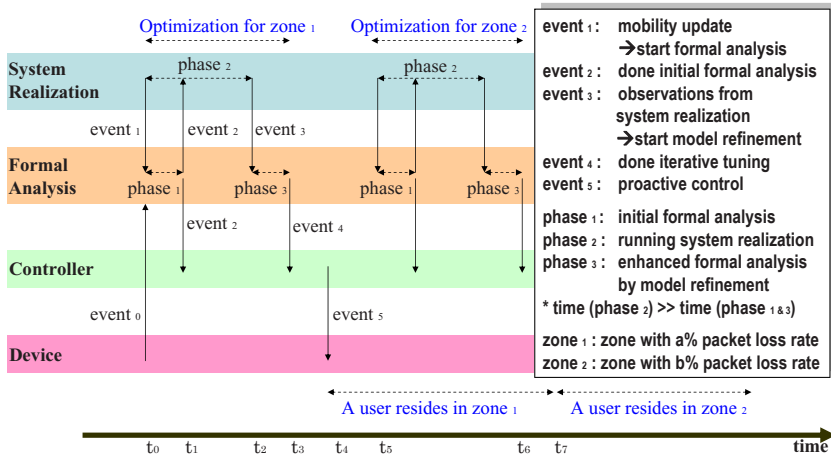 Optimization for zone 1
Optimization for zone 2
System
Realization
phase 2
phase 2
event 1
event 2
event 3
Formal
Analysis
phase 1
phase 3
phase 1
phase 3
event 2
event 4
Controller
event 0
event 5
Device
A user resides in zone 1
A user resides in zone 2
t0
t1
t2
t3
t4
t5
t6
t7
time
event 1 : mobility update
→start formal analysis
event 2 : done initial formal analysis
event 3 : observations from
system realization
→start model refinement
event 4 : done iterative tuning
event 5 : proactive control
phase 1 : initial formal analysis
phase 2 : running system realization
phase 3 : enhanced formal analysis
by model refinement
* time (phase 2) >> time (phase 1 & 3)
zone 1 : zone with a% packet loss rate
zone 2 : zone with b% packet loss rate